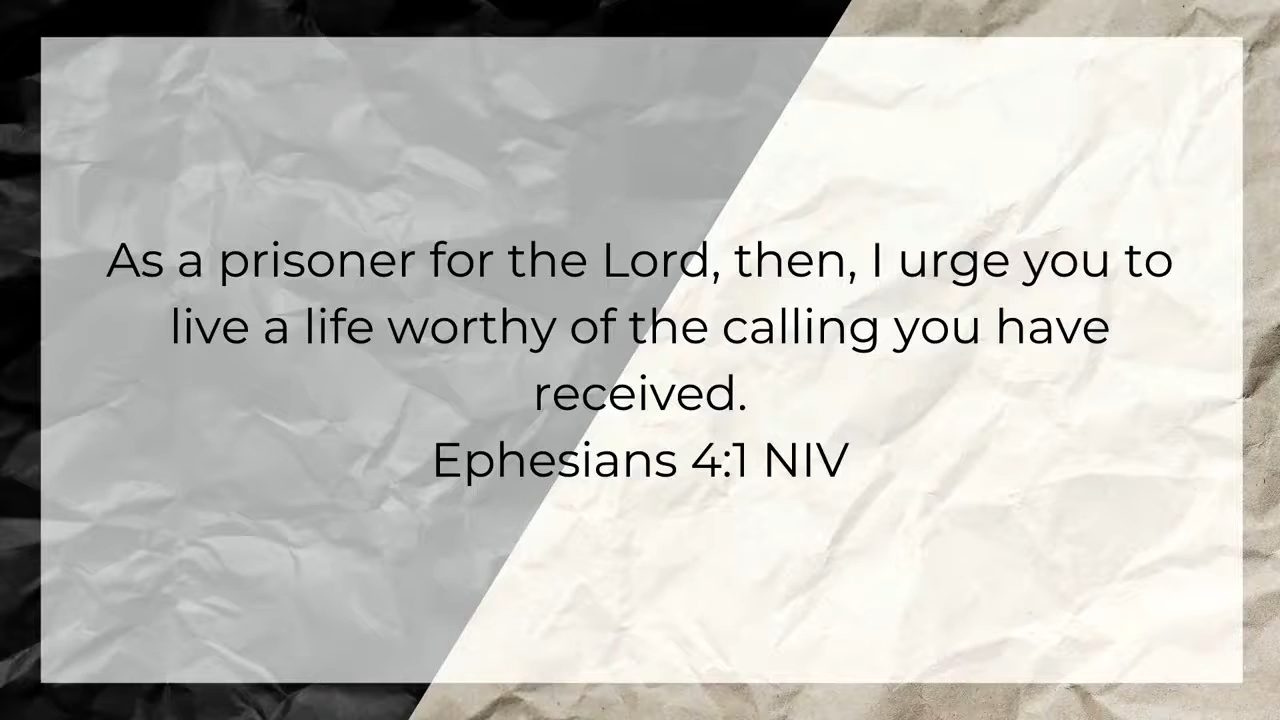 As a prisoner for the Lord, then, I urge you to
live a life worthy of the calling you have
received.
Ephesians 4:1 NIV